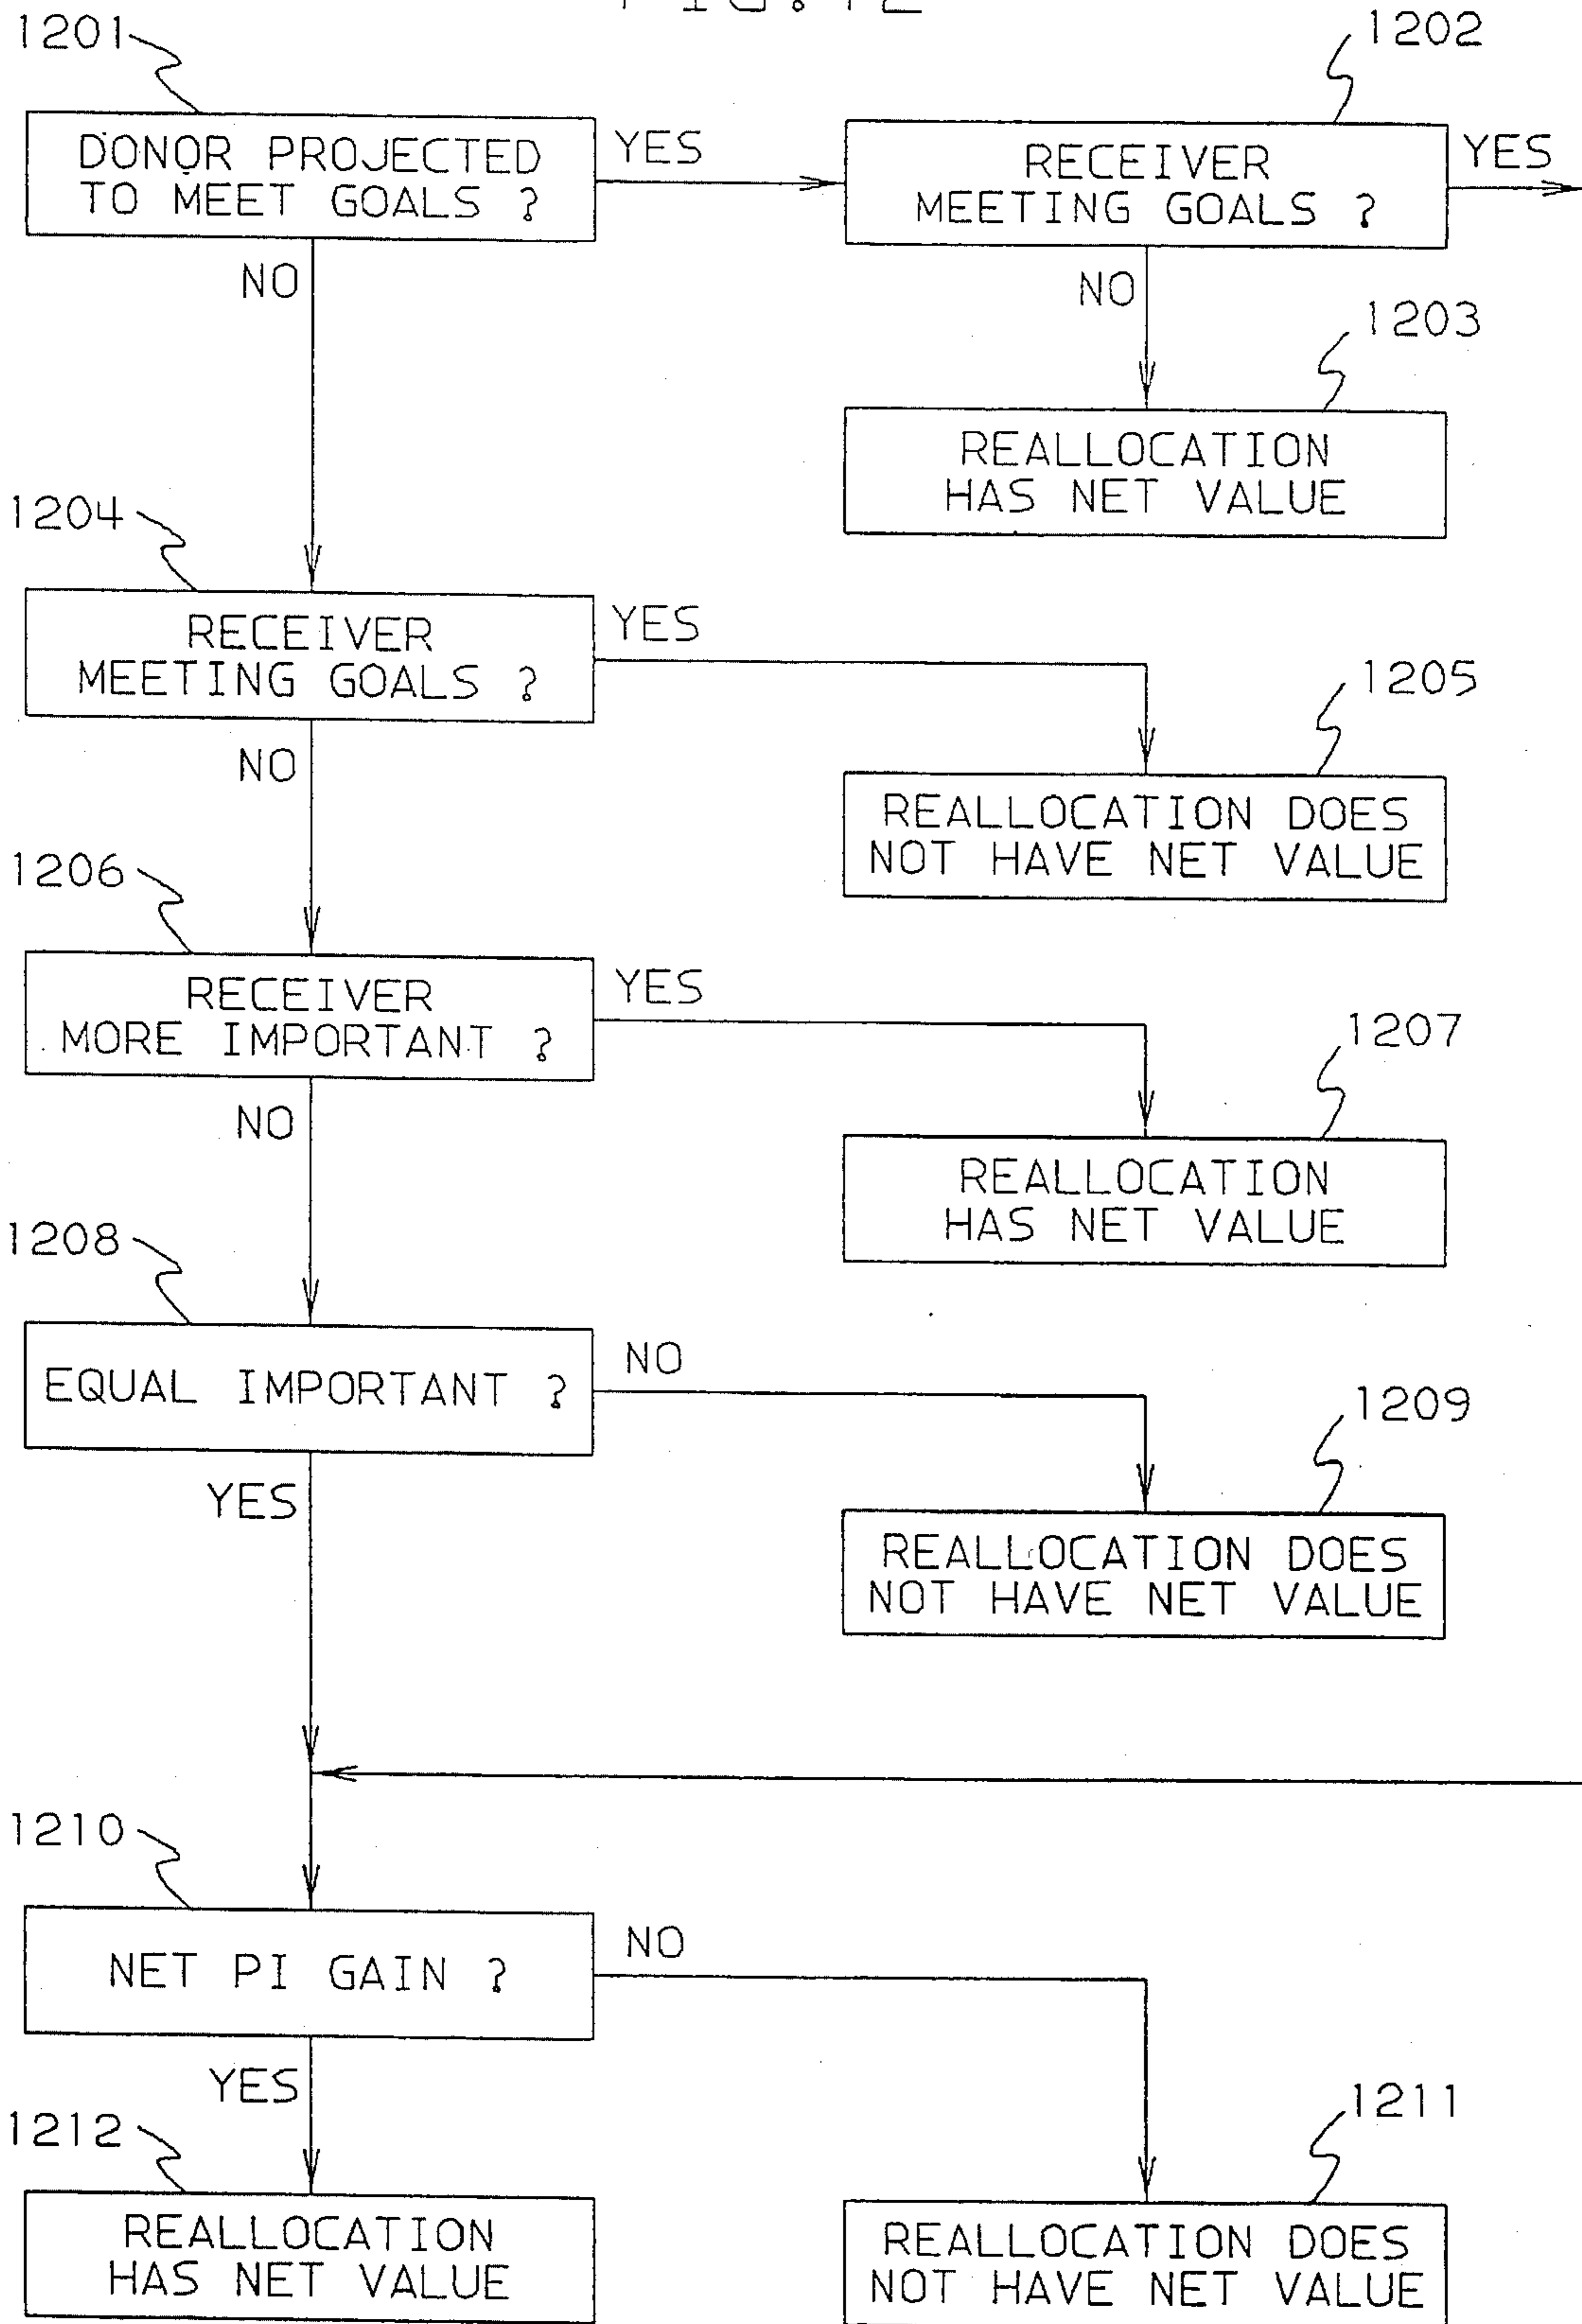 FIG.12
1201
1202
DONOR PROJECTED
TO MEET GOALS ?
YES
RECEIVER
MEETING GOALS ?
YES
NO
NO
1203
REALLOCATION
HAS NET VALUE
1204
RECEIVER
MEETING GOALS ?
YES
1205
NO
REALLOCATION DOES
NOT HAVE NET VALUE
1206
RECEIVER
MORE IMPORTANT ?
YES
1207
NO
REALLOCATION
HAS NET VALUE
1208
EQUAL IMPORTANT ?
NO
1209
YES
REALLOCATION DOES
NOT HAVE NET VALUE
1210
NET PI GAIN ?
NO
YES
1211
1212
REALLOCATION
HAS NET VALUE
REALLOCATION DOES
NOT HAVE NET VALUE